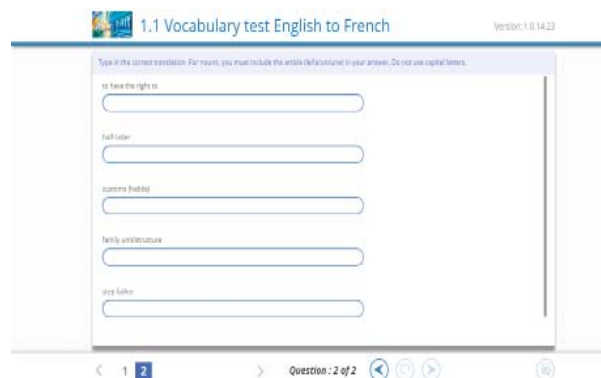 1.1 Vocabulary test English to French
Version: 1.0.14.23
Type in the correct translation. For nouns, you must include the article (le/la/un/une) in your answer. Do not use capital letters.
to have the right to
half sister
customs (habits)
family unit/structure
step father
1 2
Question : 2 of 2